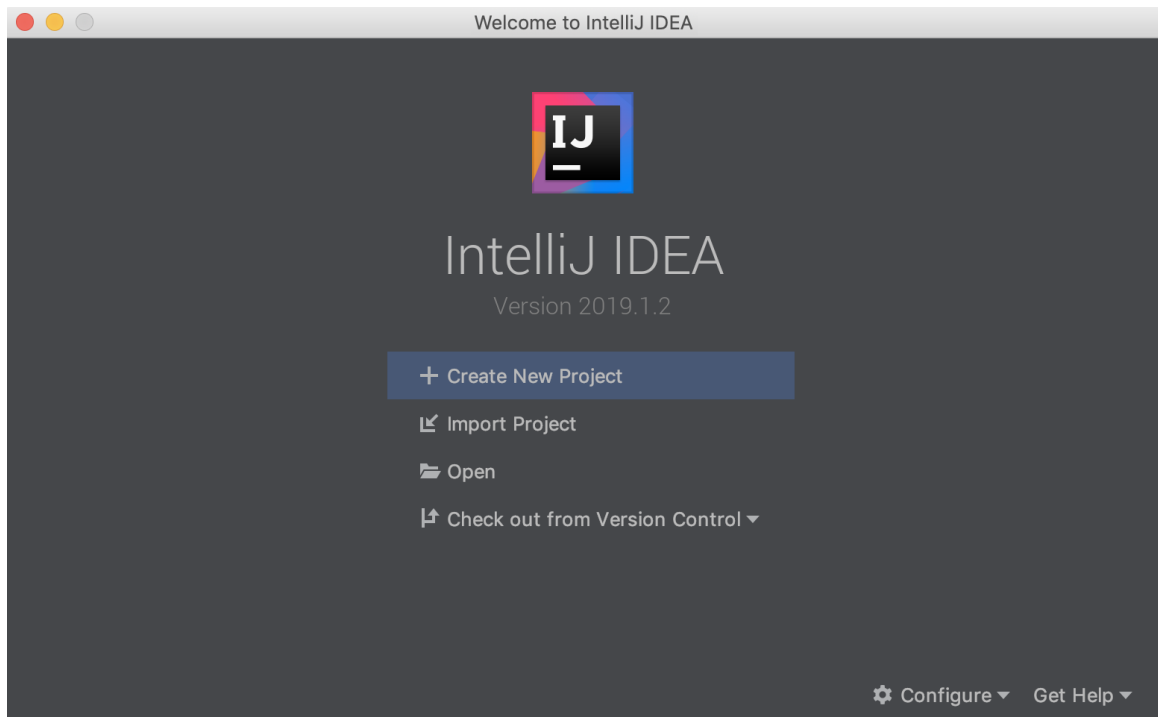 Welcome to IntelliJ IDEA
IJ
IntelliJ IDEA
Version 2019.1.2
Create New Project
Import Project
Open
Check out from Version Control
Configure Get Help